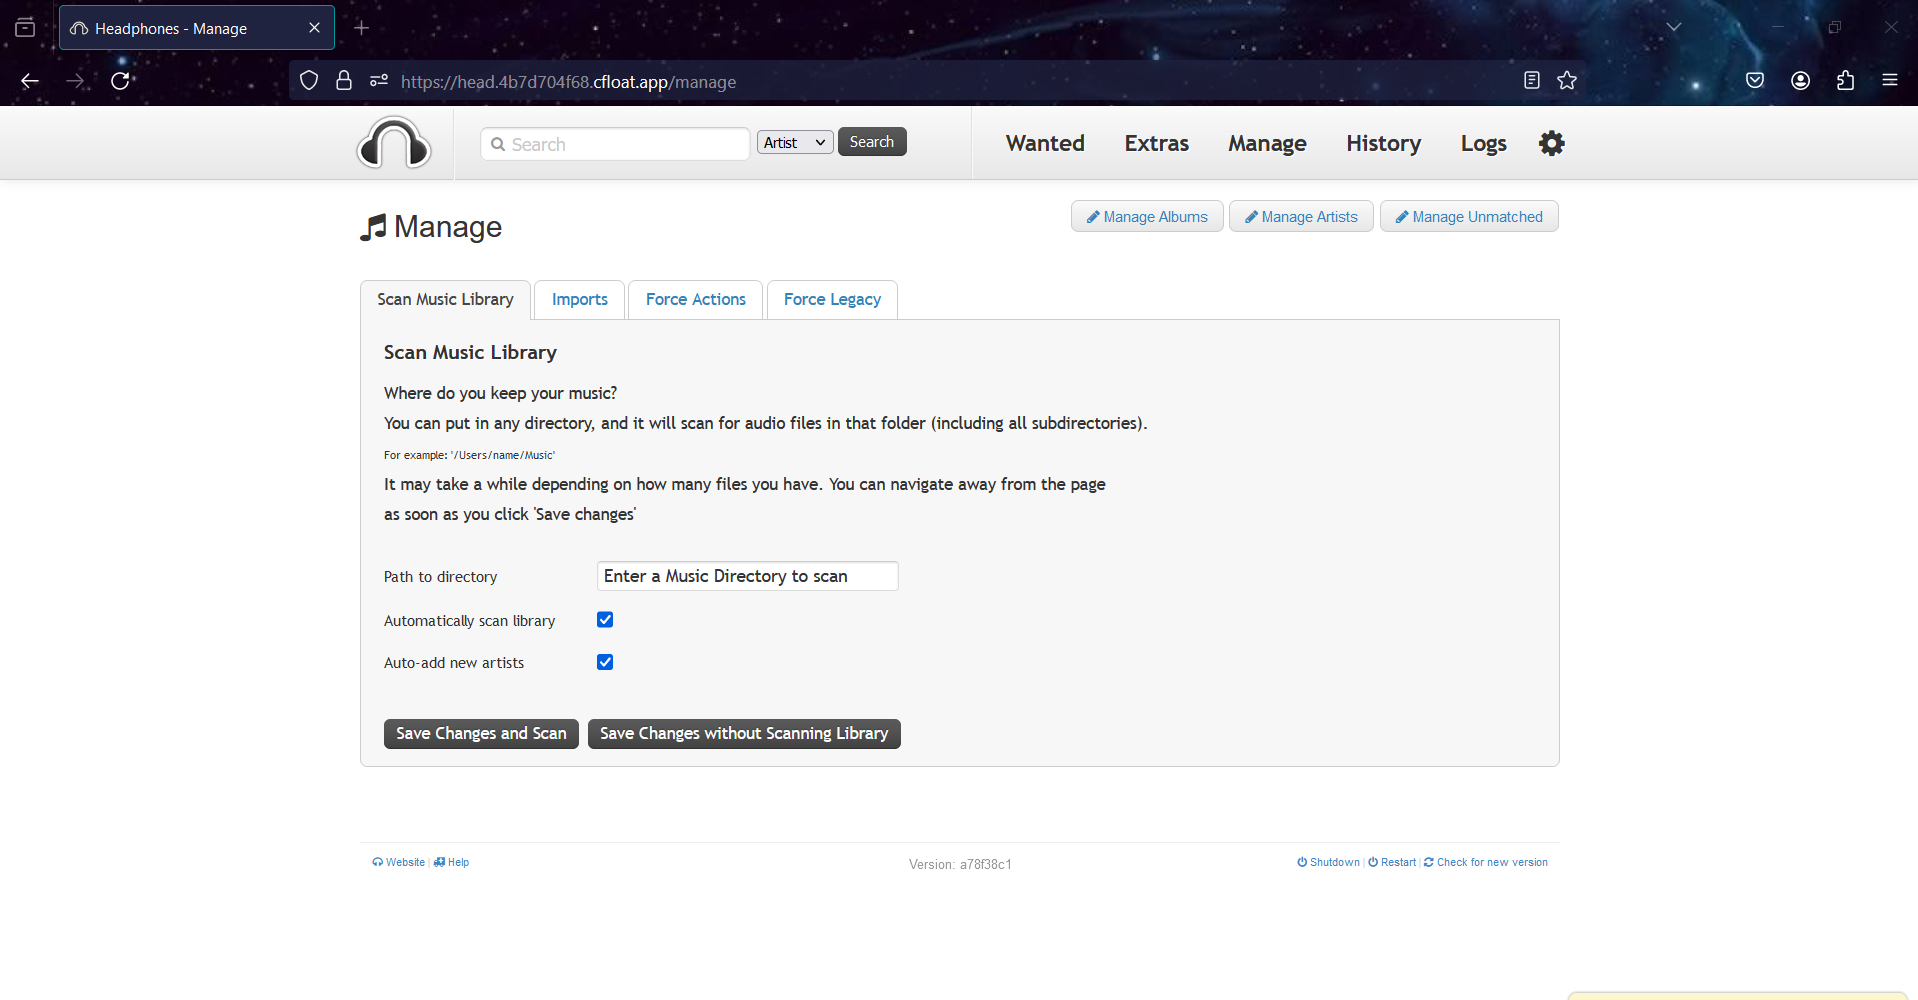 Headphones - Manage
https://head.4b7d704f68.cfloat.app/manage
Search
Artist
Search
Wanted
Extras
Manage
History
Logs
Manage
Manage Albums
Manage Artists
Manage Unmatched
Scan Music Library
Imports
Force Actions
Force Legacy
Scan Music Library
Where do you keep your music?
You can put in any directory, and it will scan for audio files in that folder (including all subdirectories).
For example: '/Users/name/Music'
It may take a while depending on how many files you have. You can navigate away from the page
as soon as you click 'Save changes'
Path to directory
Enter a Music Directory to scan
Automatically scan library
Auto-add new artists
Save Changes and Scan
Save Changes without Scanning Library
Website | Help
Version: a78f38c1
Shutdown | Restart | Check for new version